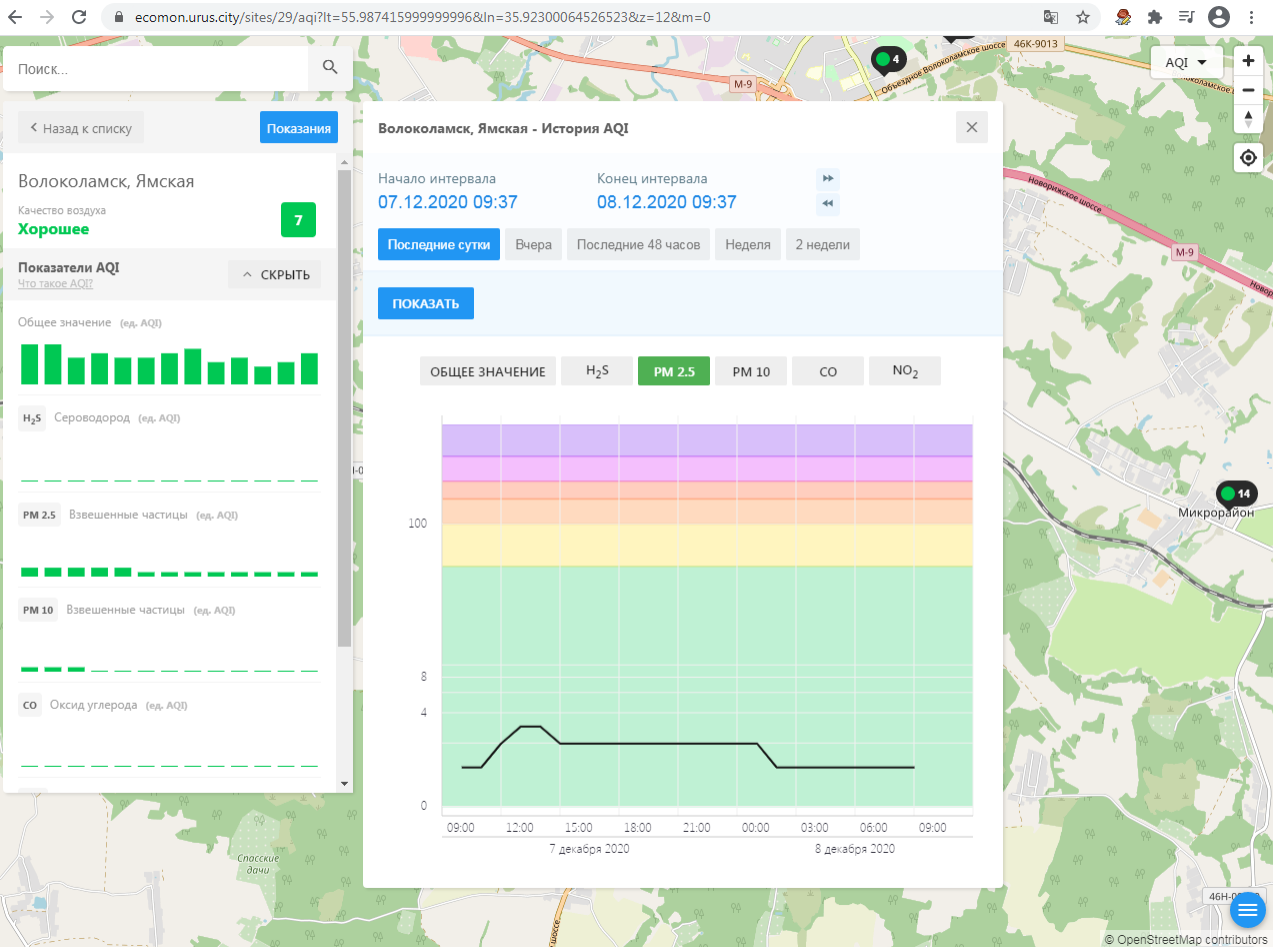 ecomon.urus.city/sites/29/aqi?lt=55.987415999999996&ln=35.92300064526523&z=12&m=0
Поиск...
М-9
4
Объездное Волоколамское шоссе
46К-9013
AQI
Назад к списку
Показания
Волоколамск, Ямская
Качество воздуха
Хорошее
7
Показатели AQI
Что такое AQI?
СКРЫТЬ
Общее значение (ед. AQI)
H2S Сероводород (ед. AQI)
PM 2.5 Взвешенные частицы (ед. AQI)
PM 10 Взвешенные частицы (ед. AQI)
CO Оксид углерода (ед. AQI)
Волоколамск, Ямская - История AQI
Начало интервала
07.12.2020 09:37
Конец интервала
08.12.2020 09:37
Последние сутки
Вчера
Последние 48 часов
Неделя
2 недели
ПОКАЗАТЬ
ОБЩЕЕ ЗНАЧЕНИЕ
H2S
PM 2.5
PM 10
CO
NO2
100
8
4
0
09:00 12:00 15:00 18:00 21:00 00:00 03:00 06:00 09:00
7 декабря 2020
8 декабря 2020
Новорижское шоссе
М-9
14
Микрорайон
Спасские
дачи
© OpenStreetMap contributors